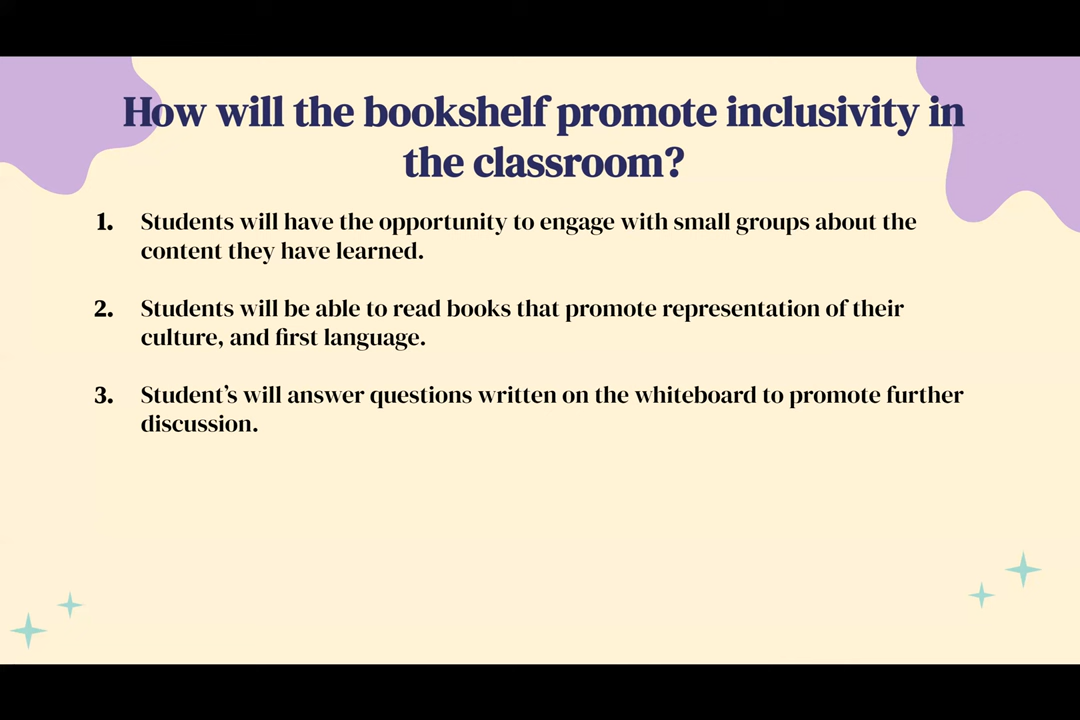 How will the bookshelf promote inclusivity in
the classroom?
1. Students will have the opportunity to engage with small groups about the
content they have learned.
2. Students will be able to read books that promote representation of their
culture, and first language.
3. Student’s will answer questions written on the whiteboard to promote further
discussion.